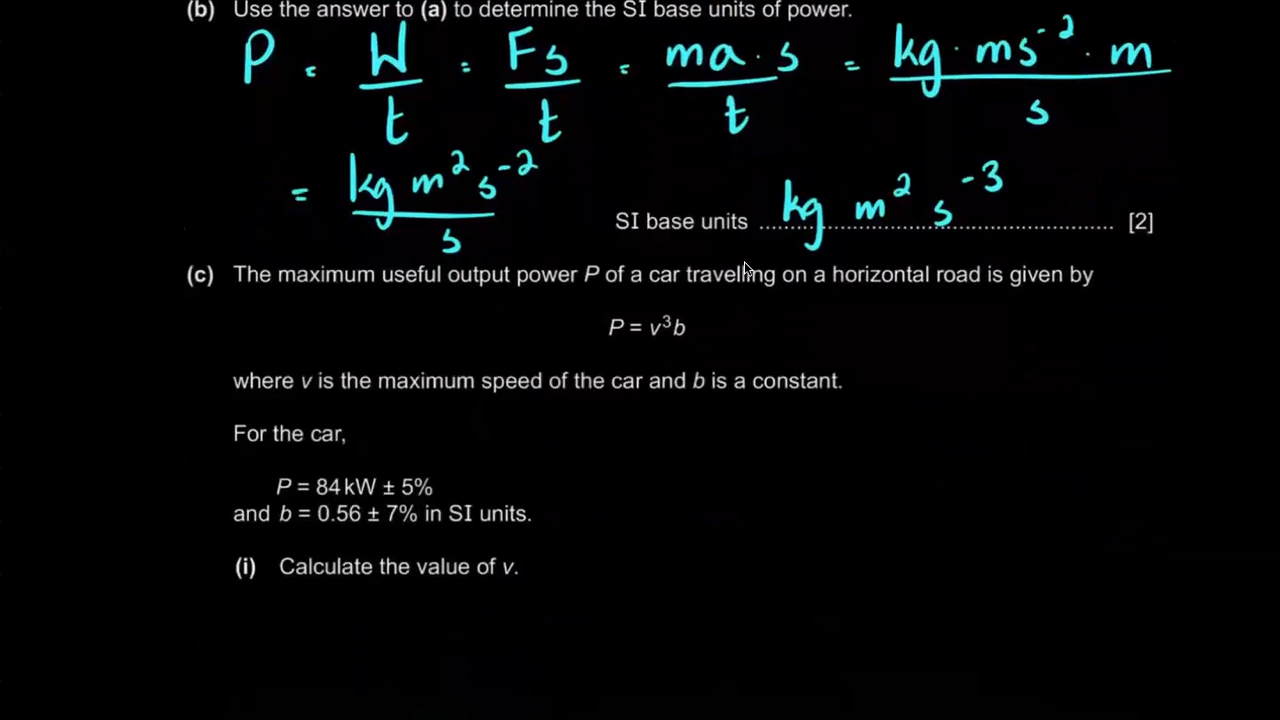 (b) Use the answer to (a) to determine the SI base units of power.
P = W/t = Fs/t = ma·s/t = kg·ms⁻²·m/s
= kg m² s⁻²/s
SI base units kg m² s⁻³ [2]
(c) The maximum useful output power P of a car travelling on a horizontal road is given by
P = v³b
where v is the maximum speed of the car and b is a constant.
For the car,
P = 84 kW ± 5%
and b = 0.56 ± 7% in SI units.
(i) Calculate the value of v.